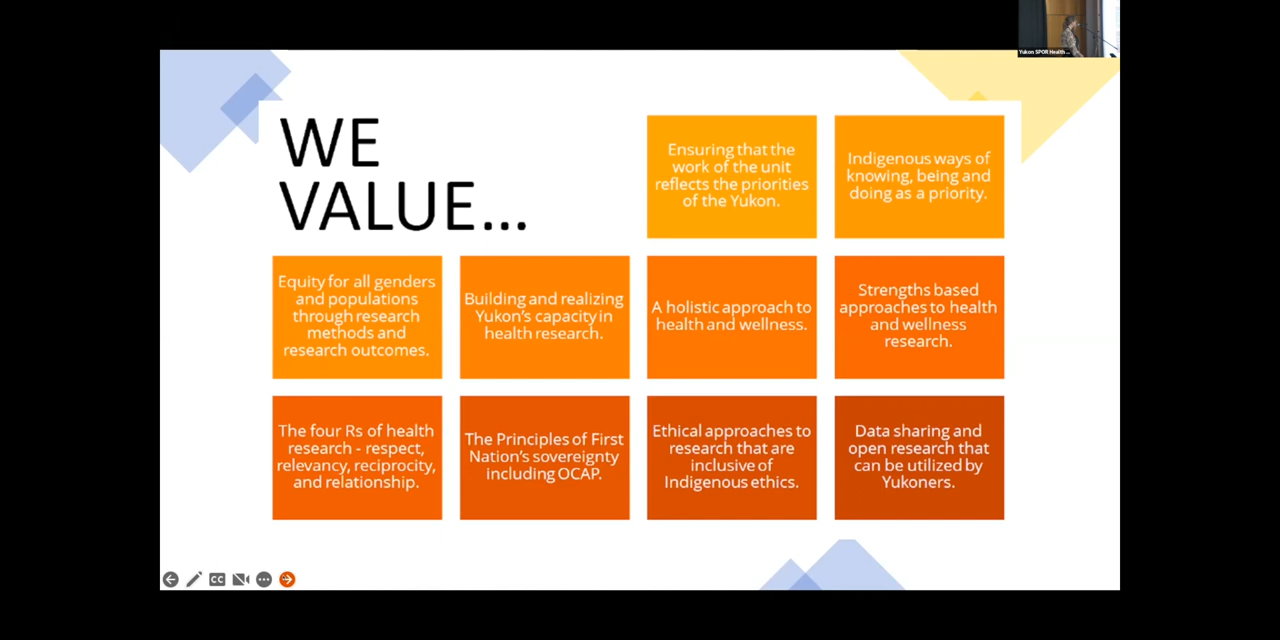 Yukon SPOR Health ...
WE
VALUE...
Ensuring that the
work of the unit
reflects the priorities
of the Yukon.
Indigenous ways of
knowing, being and
doing as a priority.
Equity for all genders
and populations
through research
methods and
research outcomes.
Building and realizing
Yukon's capacity in
health research.
A holistic approach to
health and wellness.
Strengths based
approaches to health
and wellness
research.
The four Rs of health
research - respect,
relevancy, reciprocity,
and relationship.
The Principles of First
Nation's sovereignty
including OCAP.
Ethical approaches to
research that are
inclusive of
Indigenous ethics.
Data sharing and
open research that
can be utilized by
Yukoners.
CC